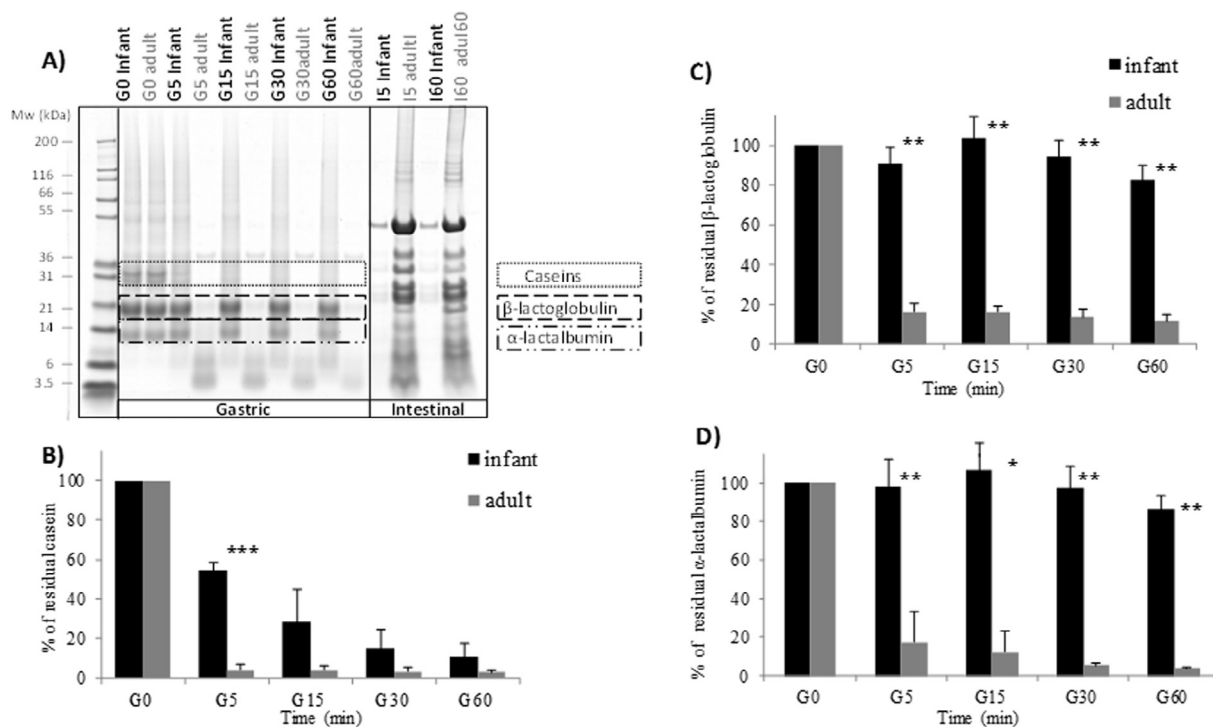 A)
G0 Infant
G0 adult
G5 Infant
G5 adult
G15 Infant
G15 adult
G30 Infant
G30adult
G60 Infant
G60adult
I5 Infant
I5 adultI
I60 Infant
I60 adul60
Mw (kDa)
200
116
66
55
36
31
21
14
6
3.5
Caseins
β-lactoglobulin
α-lactalbumin
Gastric
Intestinal
B)
infant
adult
% of residual casein
100
80
60
40
20
0
***
G0 G5 G15 G30 G60
Time (min)
C)
infant
adult
% of residual β-lactoglobulin
100
80
60
40
20
0
** ** ** **
G0 G5 G15 G30 G60
Time (min)
D)
% of residual α-lactalbumin
100
80
60
40
20
0
** * ** **
G0 G5 G15 G30 G60
Time (min)